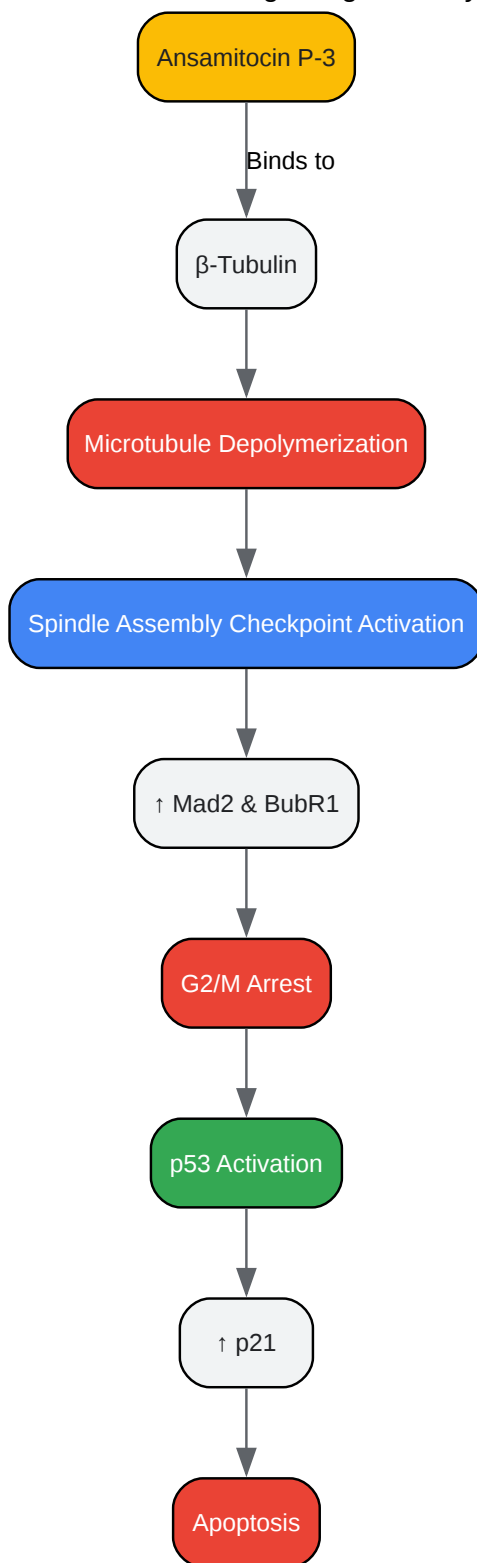 Ansamitocin P-3
Binds to
β-Tubulin
Microtubule Depolymerization
Spindle Assembly Checkpoint Activation
↑ Mad2 & BubR1
G2/M Arrest
p53 Activation
↑ p21
Apoptosis